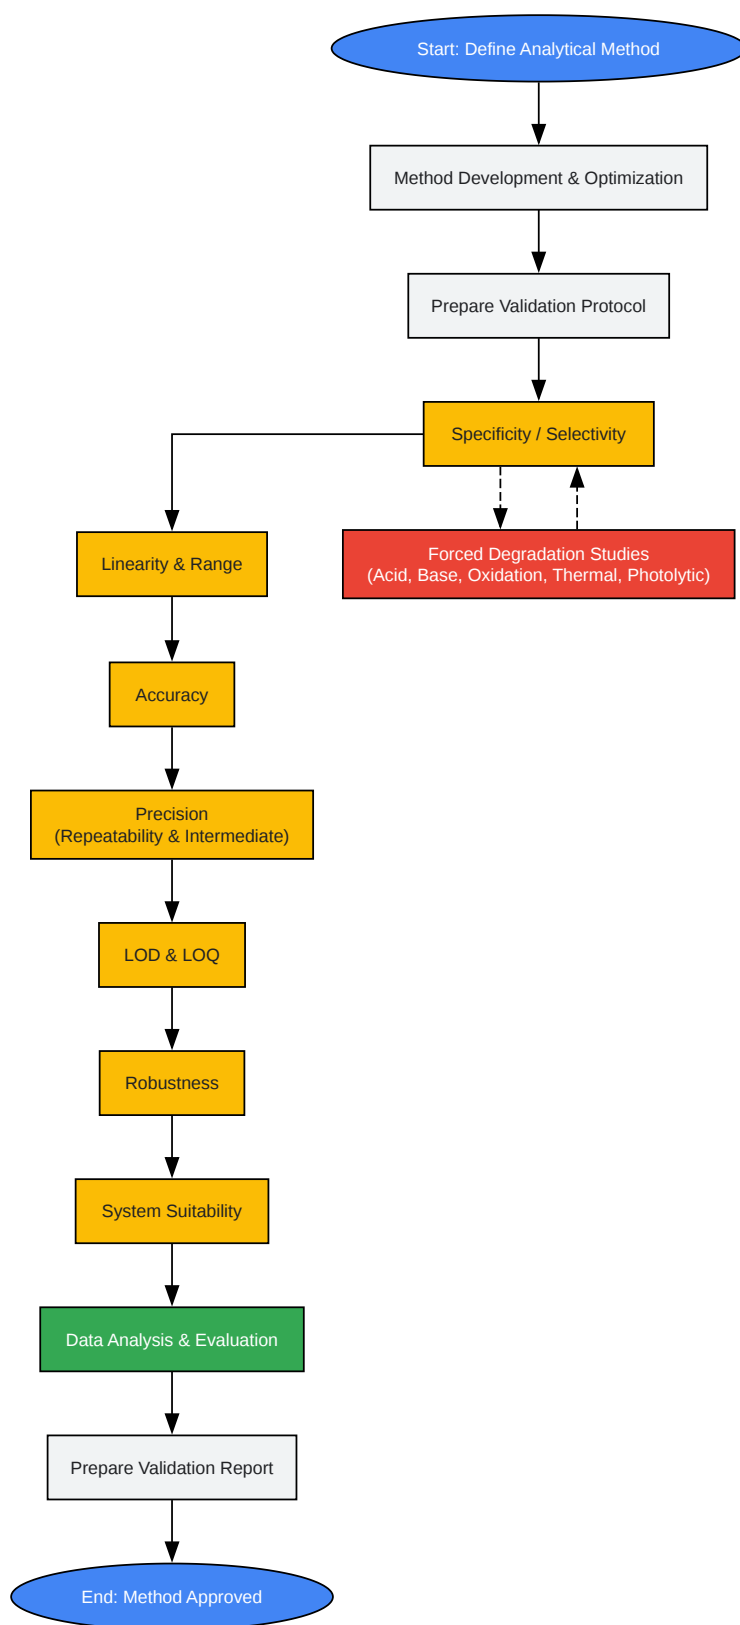 Start: Define Analytical Method
Method Development & Optimization
Prepare Validation Protocol
Specificity / Selectivity
Linearity & Range
Forced Degradation Studies
(Acid, Base, Oxidation, Thermal, Photolytic)
Accuracy
Precision
(Repeatability & Intermediate)
LOD & LOQ
Robustness
System Suitability
Data Analysis & Evaluation
Prepare Validation Report
End: Method Approved